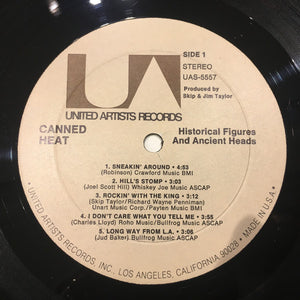 UA
SIDE 1
STEREO
UAS-5557
Produced by
Skip & Jim Taylor
UNITED ARTISTS RECORDS
CANNED
HEAT
Historical Figures
And Ancient Heads
1. SNEAKIN' AROUND • 4:53
(Robinson) Crawford Music BMI
2. HILL'S STOMP • 3:03
(Joel Scott Hill) Whiskey Joe Music ASCAP
3. ROCKIN' WITH THE KING • 3:12
(Skip Taylor/Richard Wayne Penniman)
Unart Music Corp./Payten Music BMI
4. I DON'T CARE WHAT YOU TELL ME • 3:55
(Charles Lloyd) Roho Music/Bullfrog Music ASCAP
5. LONG WAY FROM L.A. • 3:06
(Jud Baker) Bullfrog Music ASCAP
UNITED ARTISTS RECORDS, INC., LOS ANGELES, CALIFORNIA 90028 • MADE IN U.S.A.